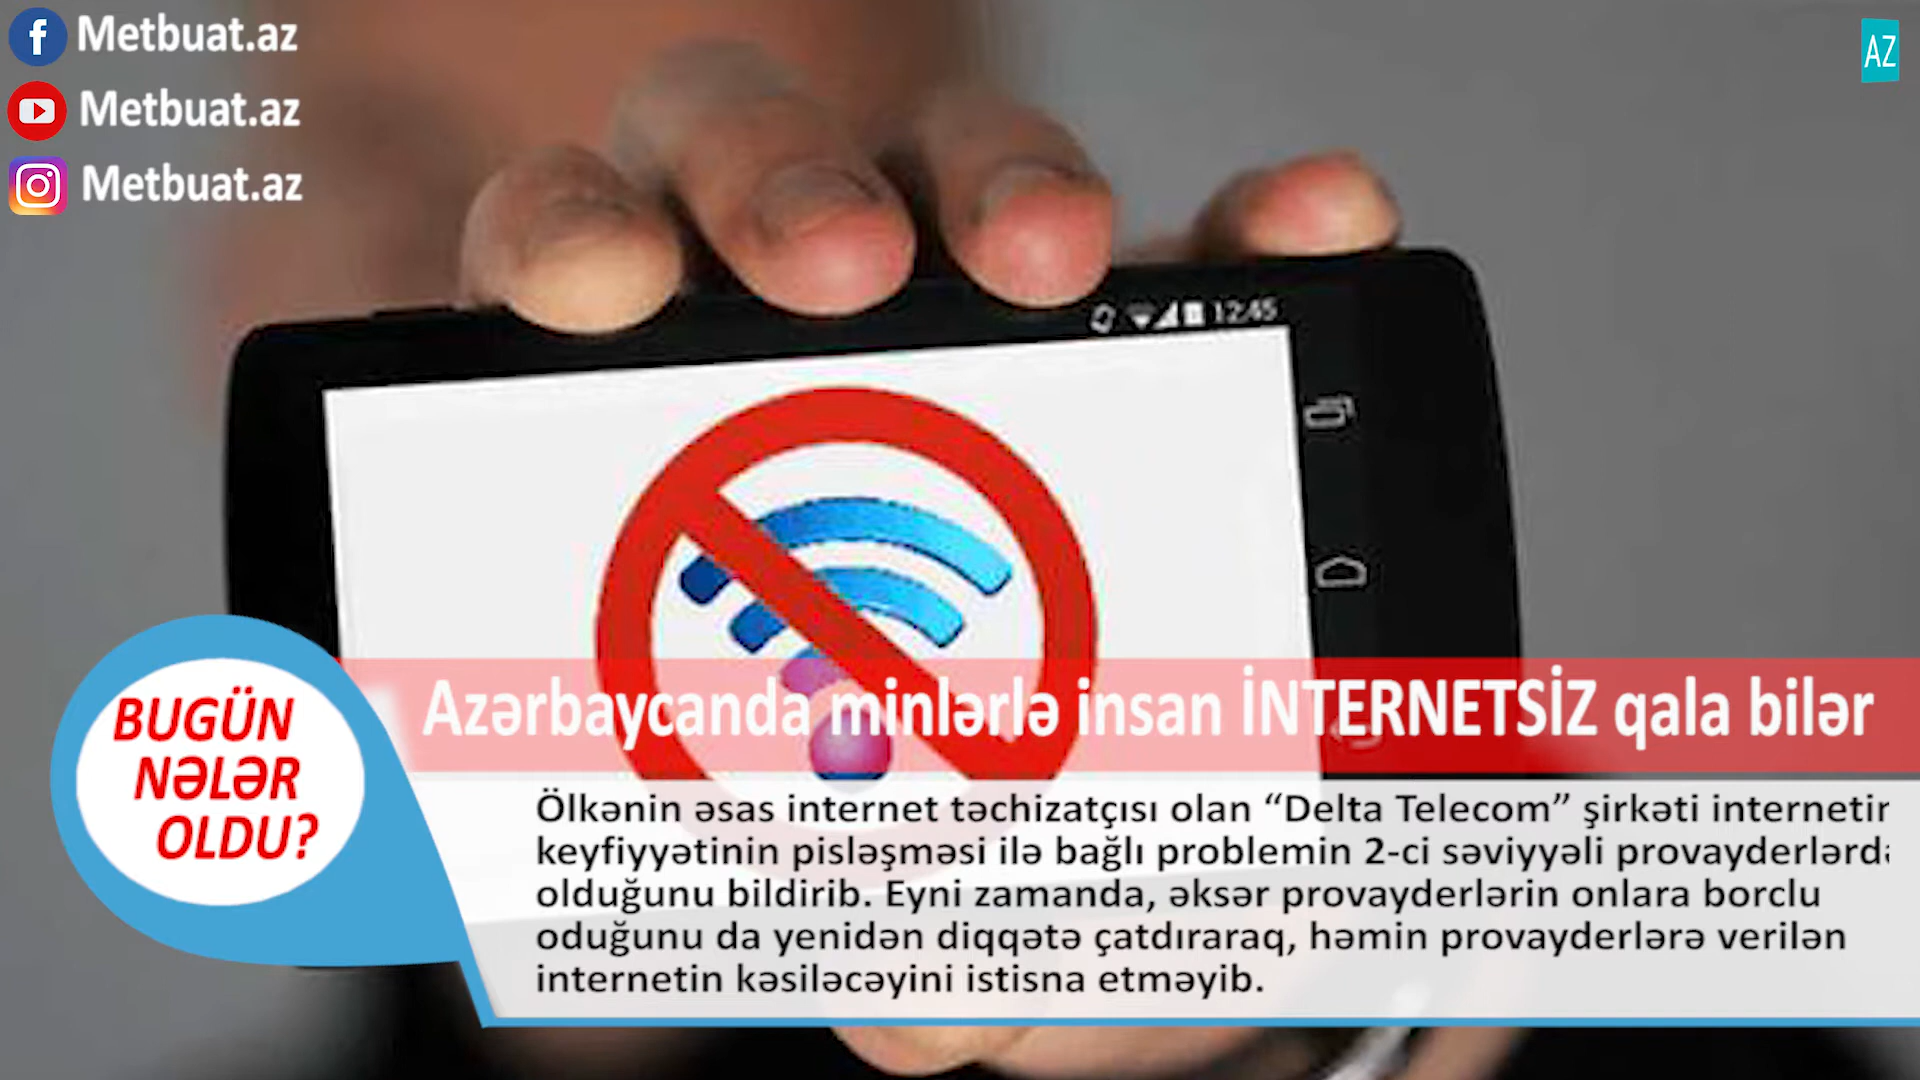 Metbuat.az
Metbuat.az
Metbuat.az
AZ
12:45
BUGÜN
NƏLƏR
OLDU?
Azərbaycanda minlərlə insan İNTERNETSİZ qala bilər
Ölkənin əsas internet təchizatçısı olan “Delta Telecom” şirkəti
keyfiyyətinin pisləşməsi ilə bağlı problemin 2-ci səviyyəli
olduğunu bildirib. Eyni zamanda, əksər provayderlərin onlara borclu
oduğunu da yenidən diqqətə çatdıraraq, həmin provayderlərə verilən
internetin kəsiləcəyini istisna etməyib.